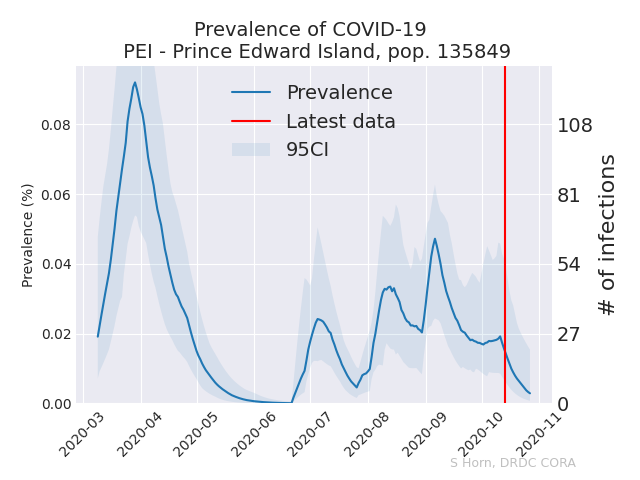 Prevalence of COVID-19
PEI - Prince Edward Island, pop. 135849
Prevalence
Latest data
95CI
Prevalence (%)
0.08
0.06
0.04
0.02
0.00
108
81
54
27
0
# of infections
2020-03
2020-04
2020-05
2020-06
2020-07
2020-08
2020-09
2020-10
2020-11
S Horn, DRDC CORA